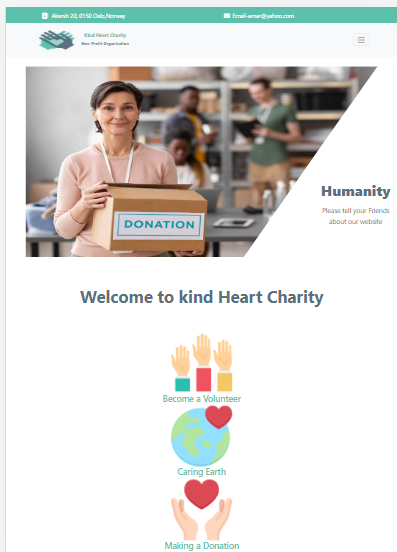 Akersh 20, 0150 Oslo,Norway
Email-amar@yahoo.com
Kind Heart Charity
Non-Profit Organization
DONATION
Humanity
Please tell your Friends
about our website
Welcome to kind Heart Charity
Become a Volunteer
Caring Earth
Making a Donation